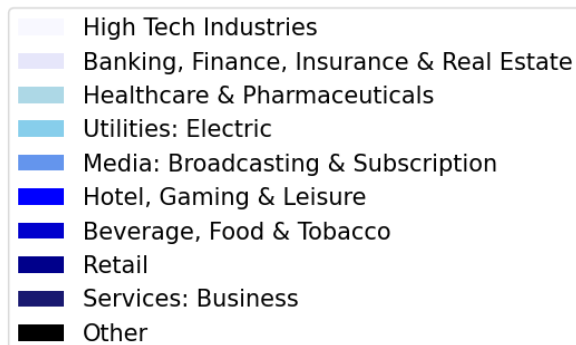 High Tech Industries
Banking, Finance, Insurance & Real Estate
Healthcare & Pharmaceuticals
Utilities: Electric
Media: Broadcasting & Subscription
Hotel, Gaming & Leisure
Beverage, Food & Tobacco
Retail
Services: Business
Other